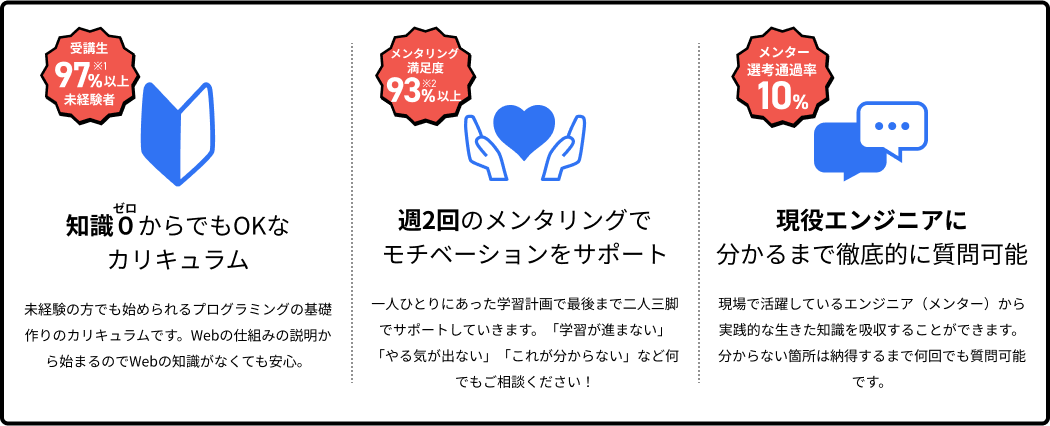 受講生
97%※1以上
未経験者
知識0ゼロからでもOKな
カリキュラム
未経験の方でも始められるプログラミングの基礎
作りのカリキュラムです。Webの仕組みの説明か
ら始まるのでWebの知識がなくても安心。
メンタリング
満足度
93%※2以上
週2回のメンタリングで
モチベーションをサポート
一人ひとりにあった学習計画で最後まで二人三脚
でサポートしていきます。「学習が進まない」
「やる気が出ない」「これが分からない」など何
でもご相談ください！
メンター
選考通過率
10%
現役エンジニアに
分かるまで徹底的に質問可能
現場で活躍しているエンジニア（メンター）から
実践的な生きた知識を吸収することができます。
分からない箇所は納得するまで何回でも質問可能
です。